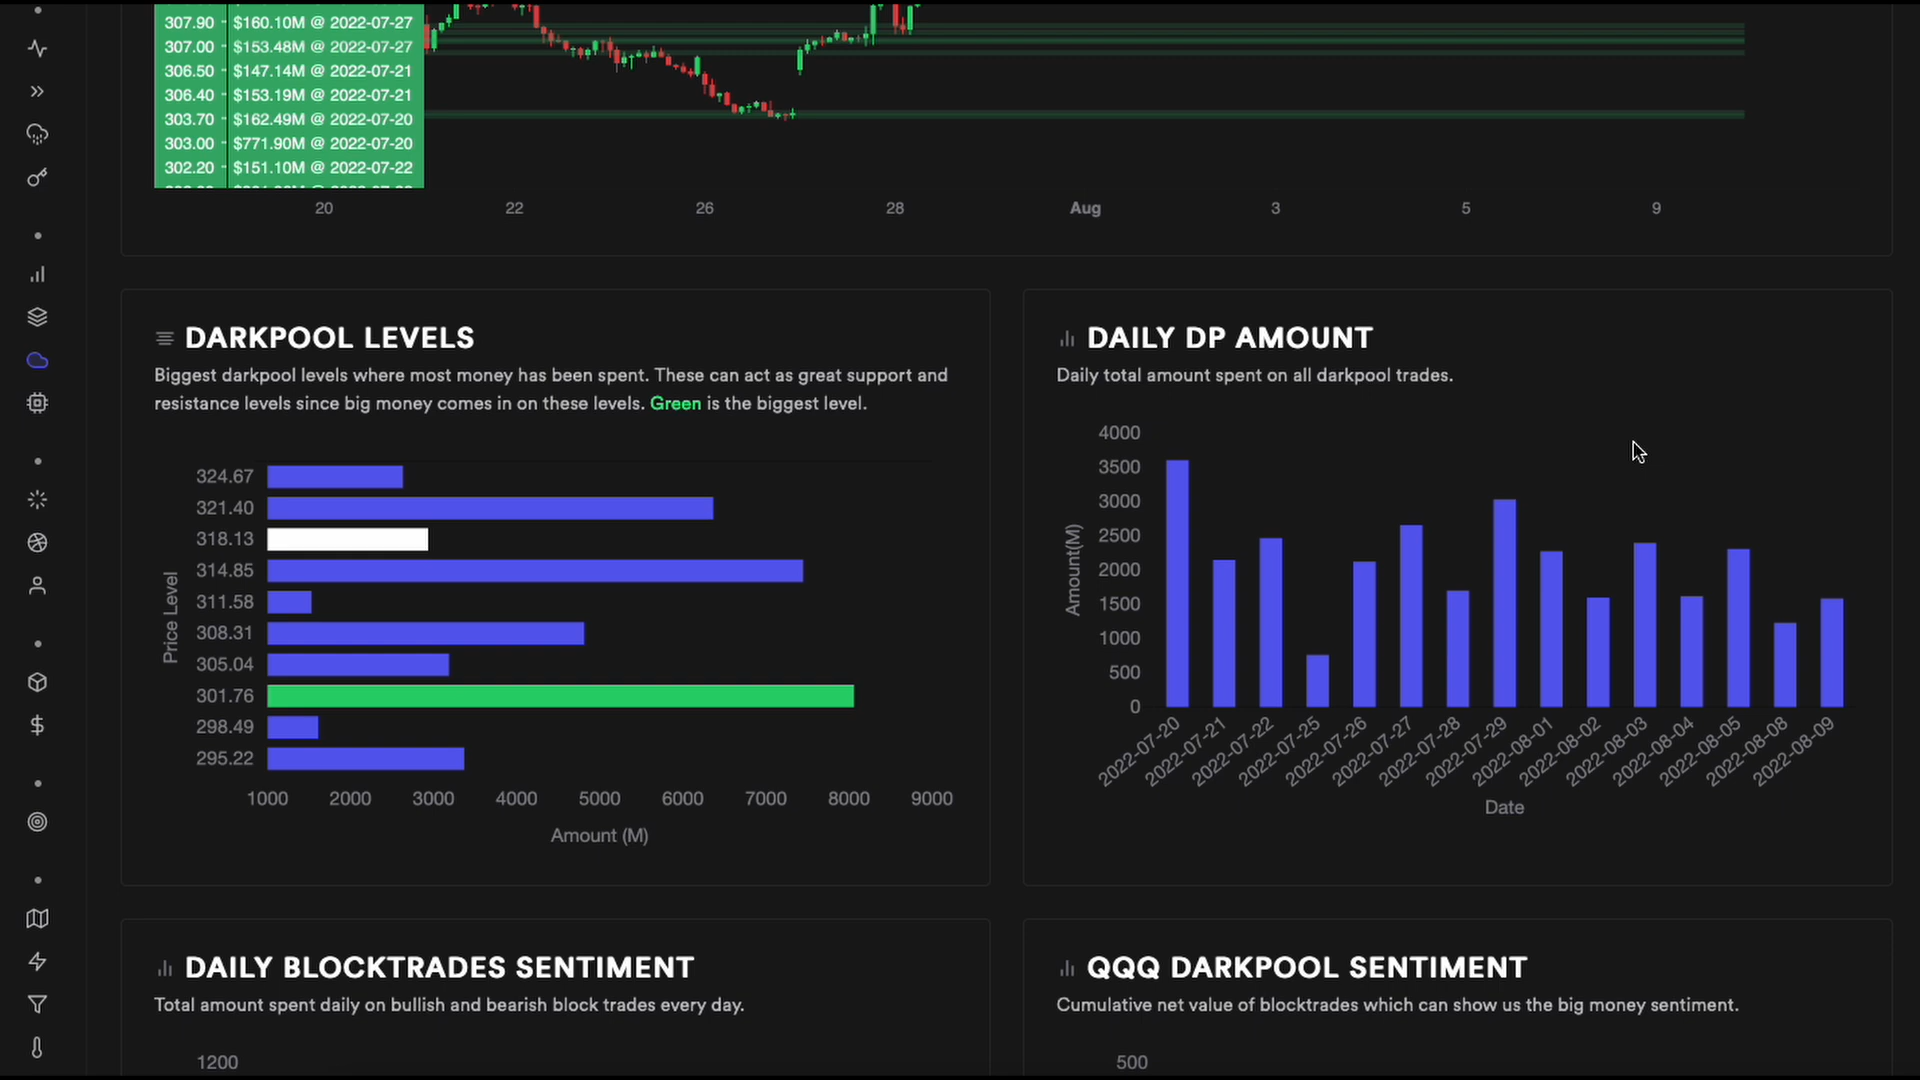 307.90 $160.10M @ 2022-07-27
307.00 $153.48M @ 2022-07-27
306.50 $147.14M @ 2022-07-21
306.40 $153.19M @ 2022-07-21
303.70 $162.49M @ 2022-07-20
303.00 $771.90M @ 2022-07-20
302.20 $151.10M @ 2022-07-22
20 22 26 28 Aug 3 5 9
DARKPOOL LEVELS
Biggest darkpool levels where most money has been spent. These can act as great support and
resistance levels since big money comes in on these levels. Green is the biggest level.
Price Level
324.67
321.40
318.13
314.85
311.58
308.31
305.04
301.76
298.49
295.22
1000 2000 3000 4000 5000 6000 7000 8000 9000
Amount (M)
DAILY DP AMOUNT
Daily total amount spent on all darkpool trades.
Amount(M)
4000
3500
3000
2500
2000
1500
1000
500
0
2022-07-20 2022-07-21 2022-07-22 2022-07-25 2022-07-26 2022-07-27 2022-07-28 2022-07-29 2022-08-01 2022-08-02 2022-08-03 2022-08-04 2022-08-05 2022-08-08 2022-08-09
Date
DAILY BLOCKTRADES SENTIMENT
Total amount spent daily on bullish and bearish block trades every day.
1200
QQQ DARKPOOL SENTIMENT
Cumulative net value of blocktrades which can show us the big money sentiment.
500